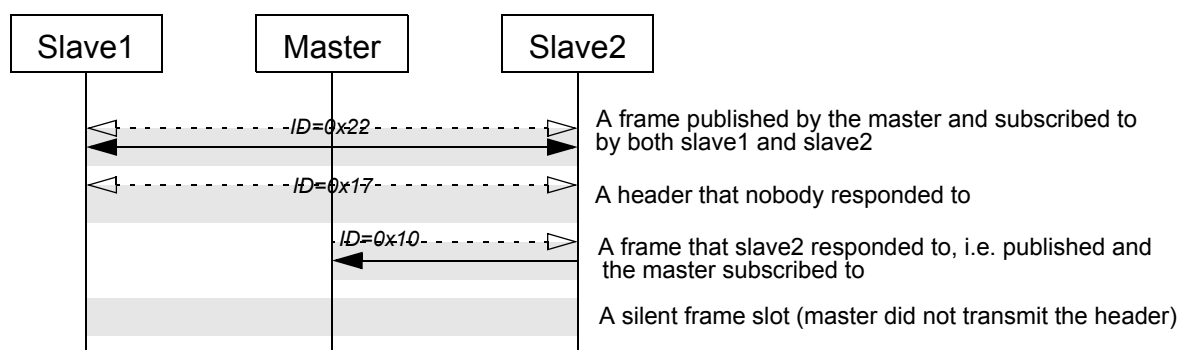 Slave1 Master Slave2
ID=0x22
A frame published by the master and subscribed to
by both slave1 and slave2
ID=0x17
A header that nobody responded to
ID=0x10
A frame that slave2 responded to, i.e. published and
the master subscribed to
A silent frame slot (master did not transmit the header)